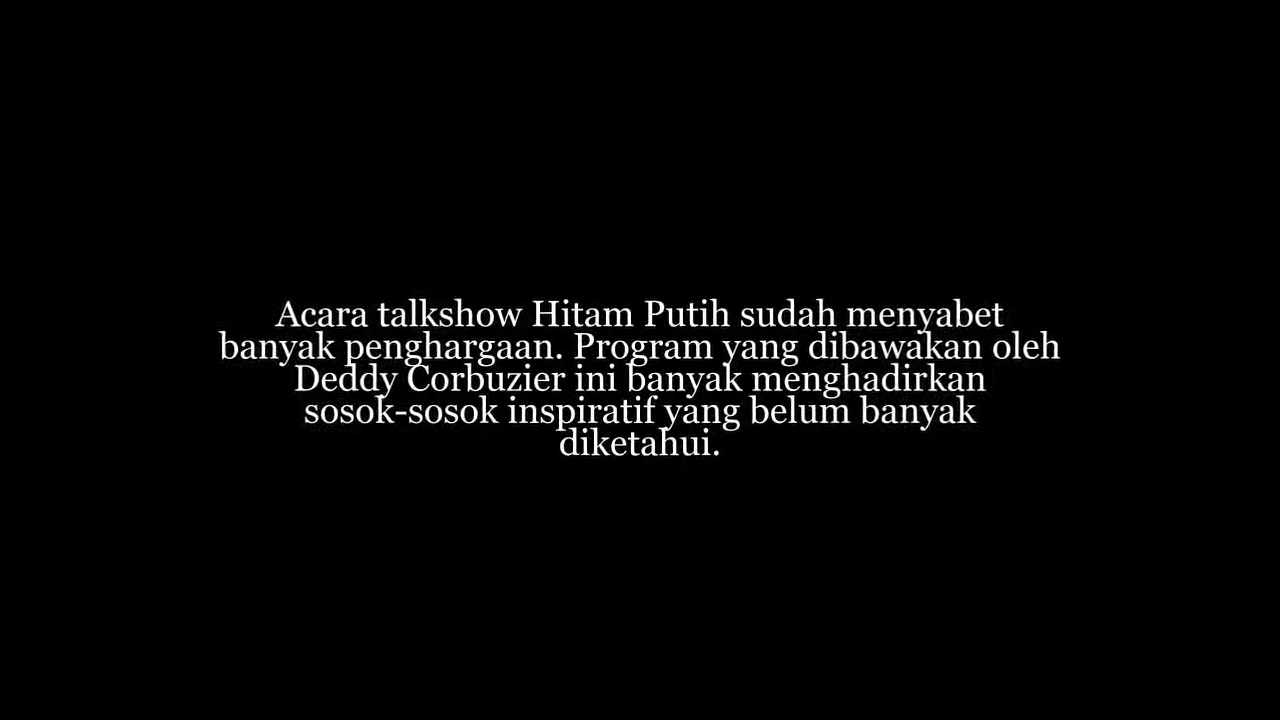 Acara talkshow Hitam Putih sudah menyabet
banyak penghargaan. Program yang dibawakan oleh
Deddy Corbuzier ini banyak menghadirkan
sosok-sosok inspiratif yang belum banyak
diketahui.